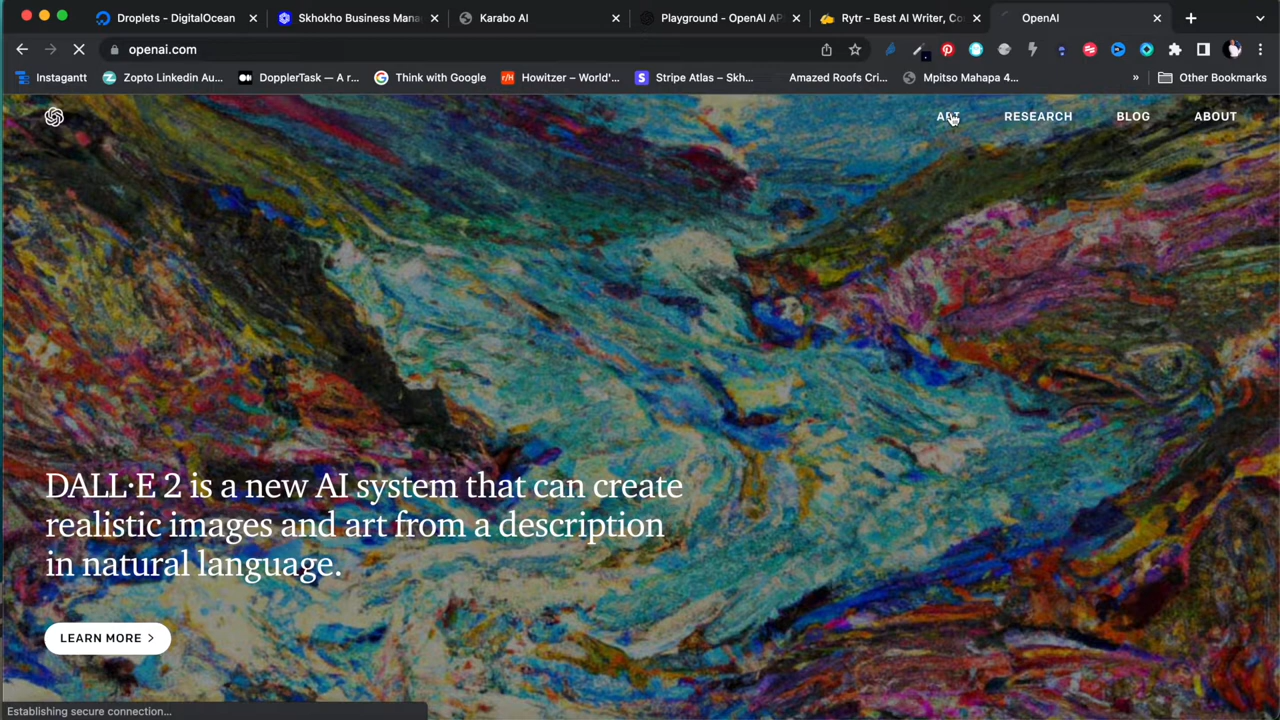 Droplets - DigitalOcean
Skhokho Business Mana
Karabo AI
Playground - OpenAI AP
Rytr - Best AI Writer, Co
OpenAI
openai.com
Instagantt
Zopto Linkedin Au...
DopplerTask — A r...
Think with Google
r/H
Howitzer – World'...
S
Stripe Atlas – Skh...
Amazed Roofs Cri...
Mpitso Mahapa 4...
»
Other Bookmarks
RESEARCH
BLOG
ABOUT
DALL·E 2 is a new AI system that can create
realistic images and art from a description
in natural language.
LEARN MORE >
Establishing secure connection...